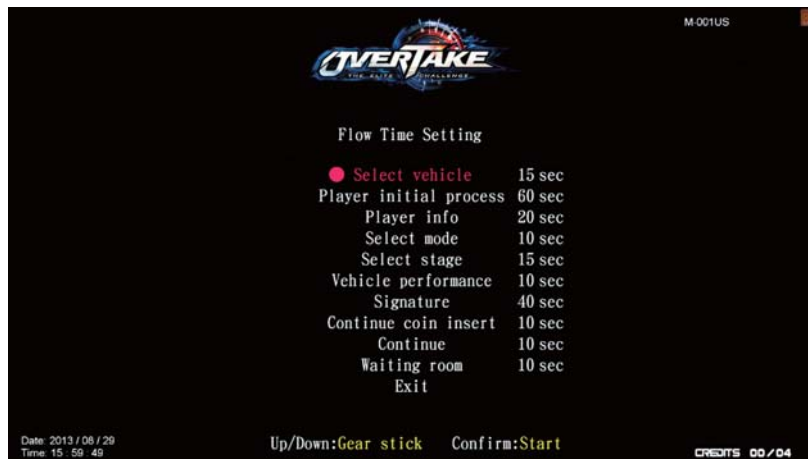 M-001US
OVERTAKE
THE ELITE CHALLENGE
Flow Time Setting
Select vehicle 15 sec
Player initial process 60 sec
Player info 20 sec
Select mode 10 sec
Select stage 15 sec
Vehicle performance 10 sec
Signature 40 sec
Continue coin insert 10 sec
Continue 10 sec
Waiting room 10 sec
Exit
Up/Down:Gear stick Confirm:Start
Date: 2013 / 08 / 29
Time: 15 : 59 : 49
CREDITS 00/04